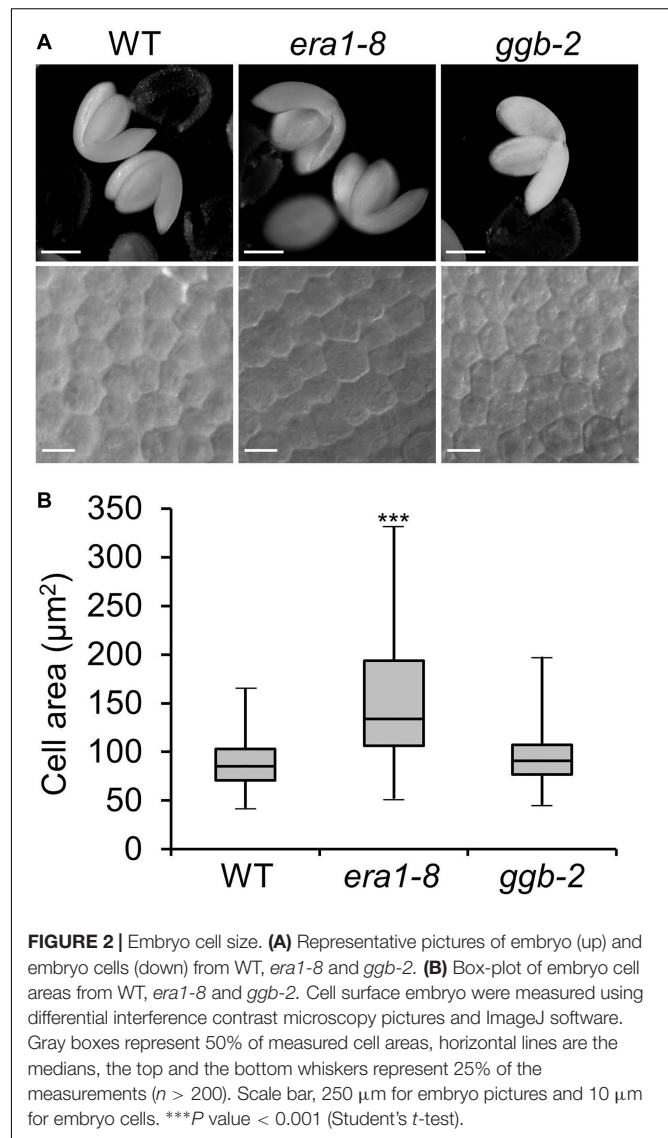 A
WT era1-8 ggb-2
B
350
***
300
250
200
150
100
50
0
Cell area (µm²)
WT era1-8 ggb-2
FIGURE 2 | Embryo cell size. (A) Representative pictures of embryo (up) and
embryo cells (down) from WT, era1-8 and ggb-2. (B) Box-plot of embryo cell
areas from WT, era1-8 and ggb-2. Cell surface embryo were measured using
differential interference contrast microscopy pictures and ImageJ software.
Gray boxes represent 50% of measured cell areas, horizontal lines are the
medians, the top and the bottom whiskers represent 25% of the
measurements (n > 200). Scale bar, 250 µm for embryo pictures and 10 µm
for embryo cells. ***P value < 0.001 (Student's t-test).